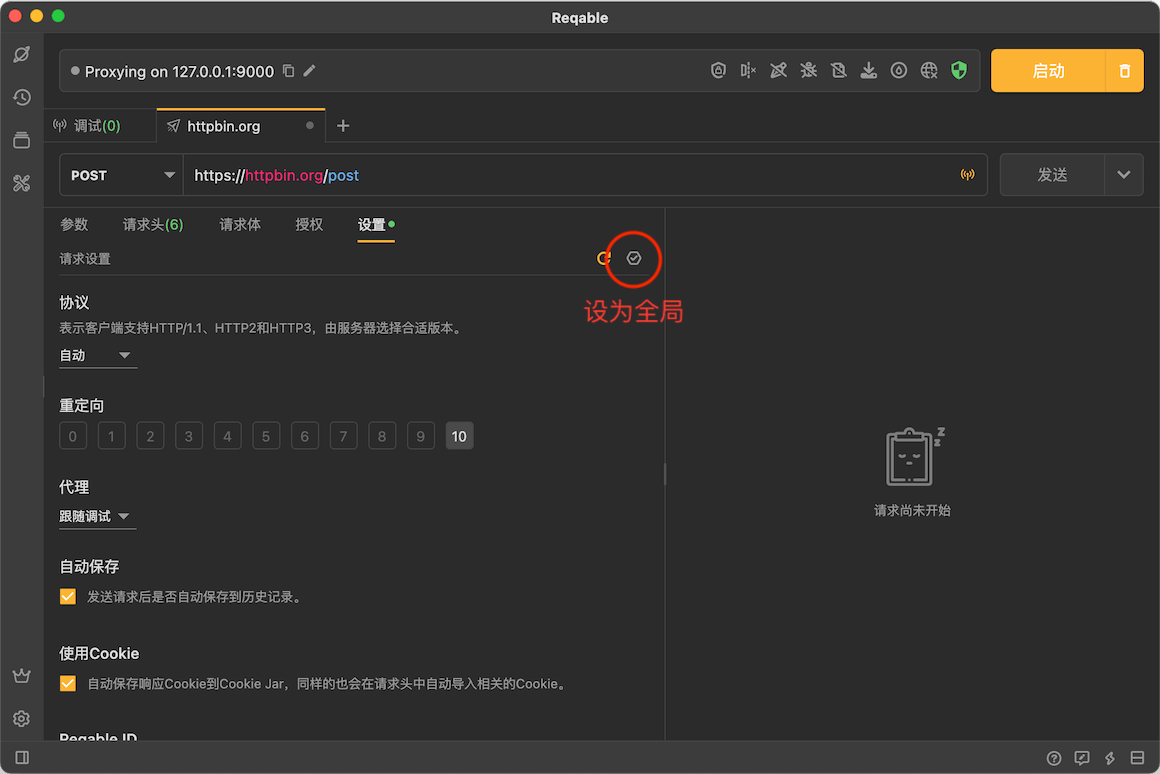 Reqable
Proxying on 127.0.0.1:9000
启动
调试(0)
httpbin.org
POST
https://httpbin.org/post
发送
参数
请求头(6)
请求体
授权
设置
请求设置
设为全局
协议
表示客户端支持HTTP/1.1、HTTP2和HTTP3，由服务器选择合适版本。
自动
重定向
0 1 2 3 4 5 6 7 8 9 10
代理
跟随调试
自动保存
发送请求后是否自动保存到历史记录。
使用Cookie
自动保存响应Cookie到Cookie Jar，同样的也会在请求头中自动导入相关的Cookie。
Reqable ID
z
z
请求尚未开始